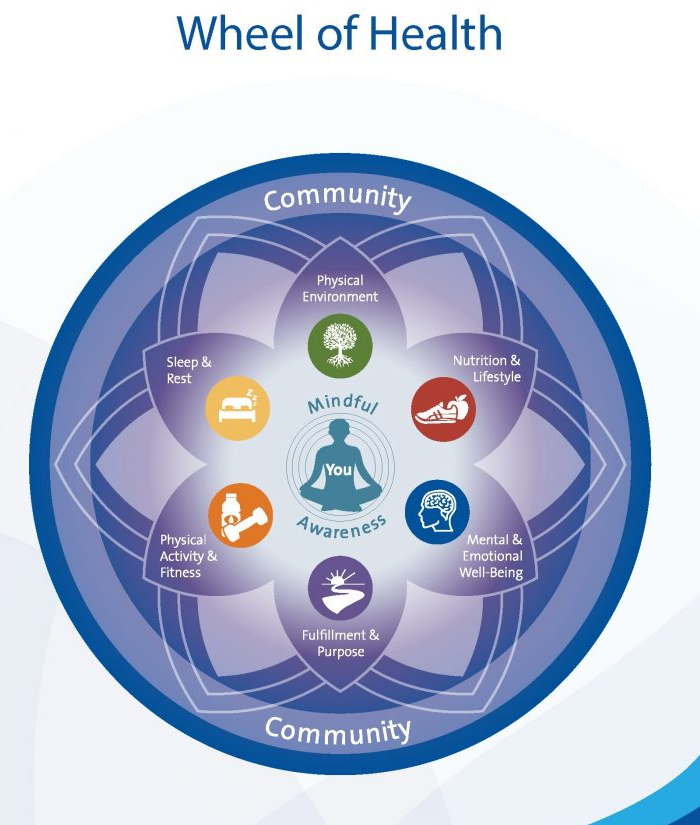 Wheel of Health
Community
Physical
Environment
Sleep &
Rest
Nutrition &
Lifestyle
z
z
z
Mindful
You
Awareness
Physical
Activity &
Fitness
Mental &
Emotional
Well-Being
Fulfillment &
Purpose
Community